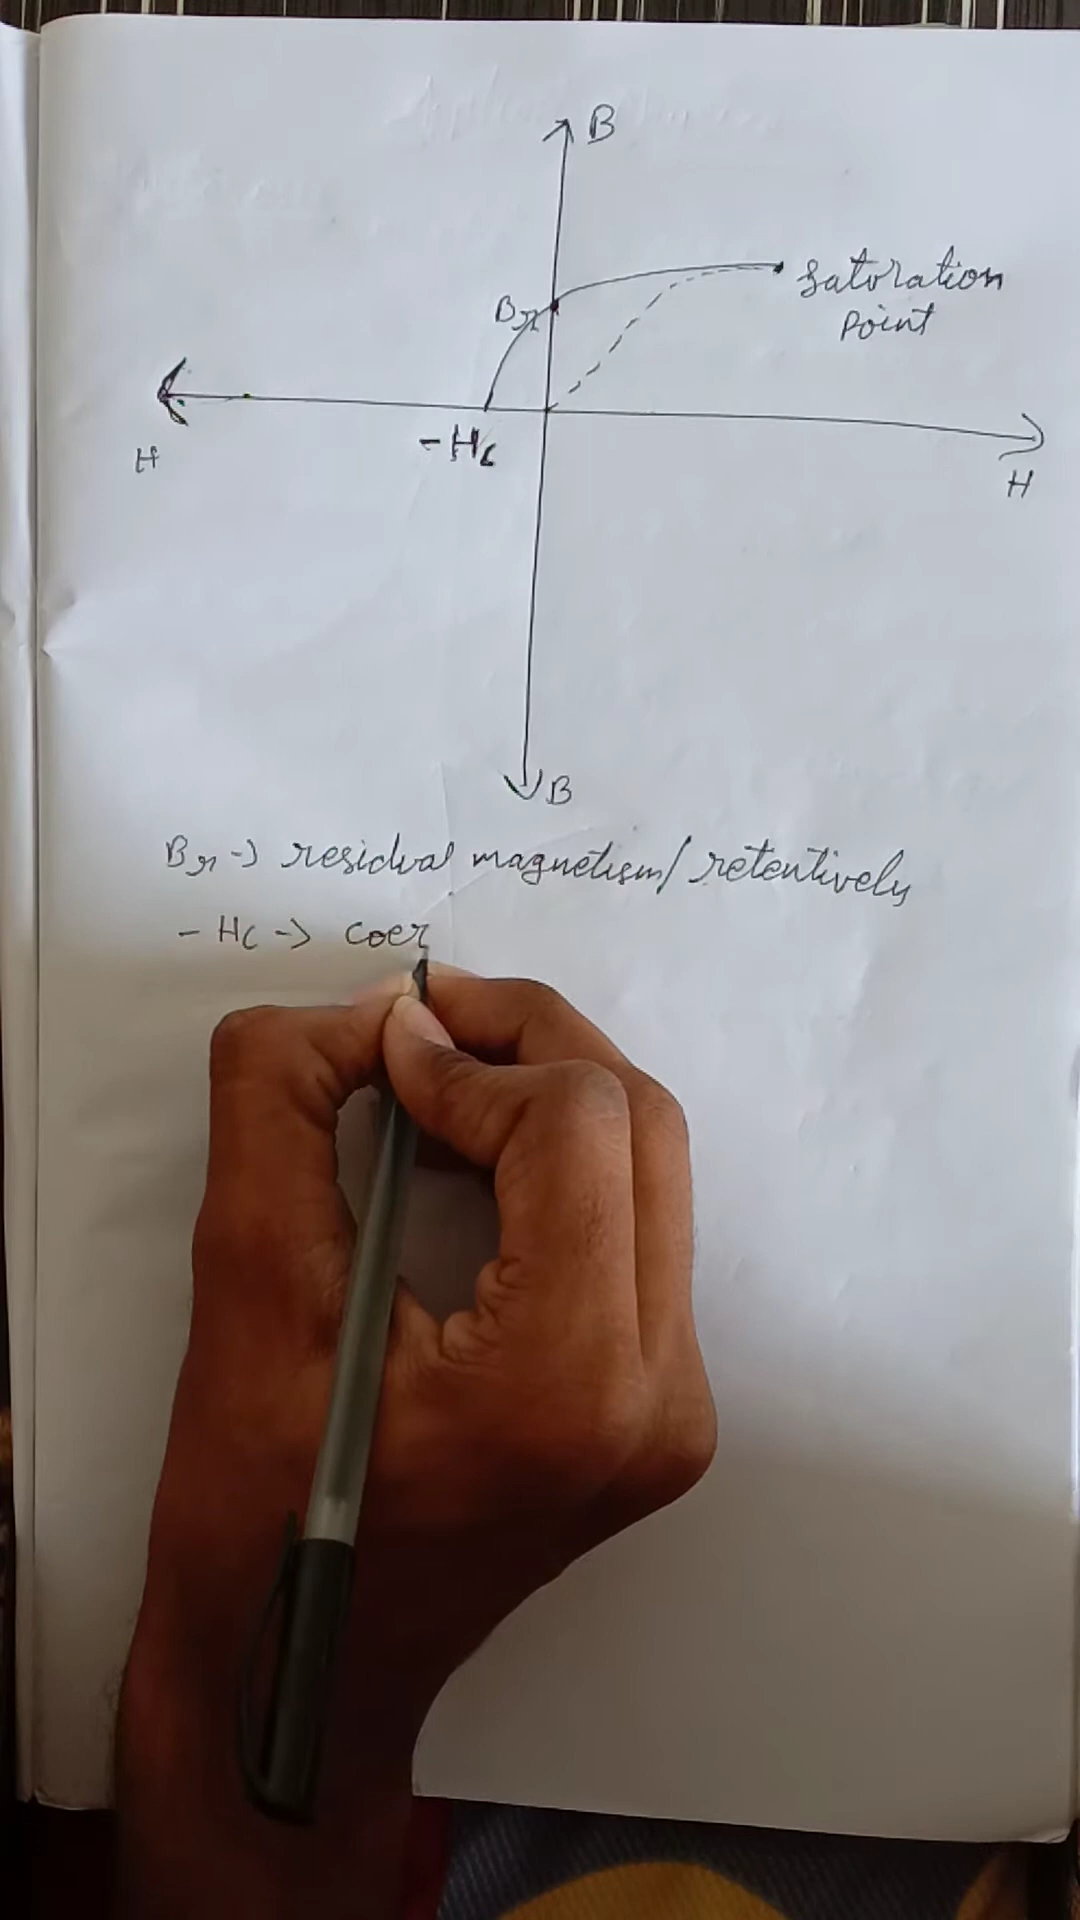 B
Saturation
Point
Br
-Hc
H
H
B
Br -> residual magnetism/retentively
- Hc -> coer